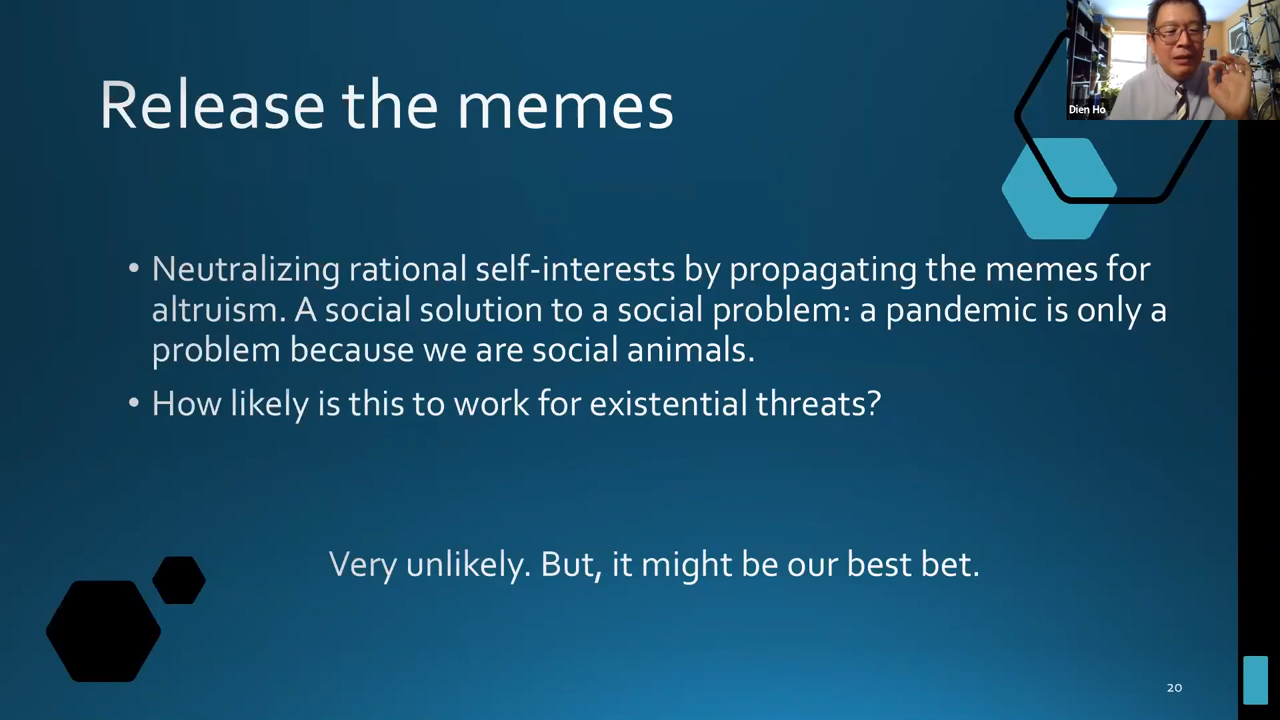 Release the memes
Dien Ho
• Neutralizing rational self-interests by propagating the memes for
altruism. A social solution to a social problem: a pandemic is only a
problem because we are social animals.
• How likely is this to work for existential threats?
Very unlikely. But, it might be our best bet.
20